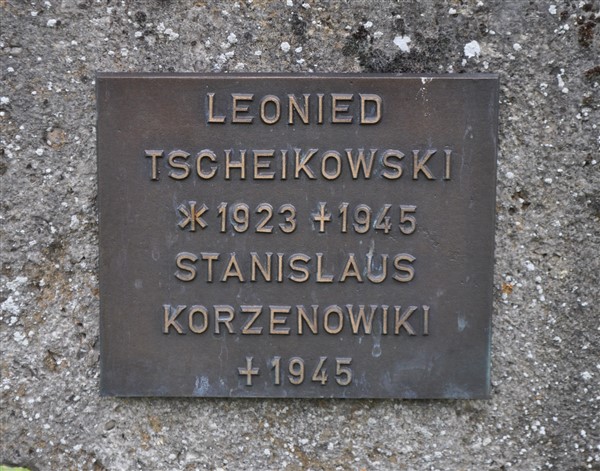 LEONIED
TSCHEIKOWSKI
* 1923 ✝ 1945
STANISLAUS
KORZENOWIKI
✝ 1945